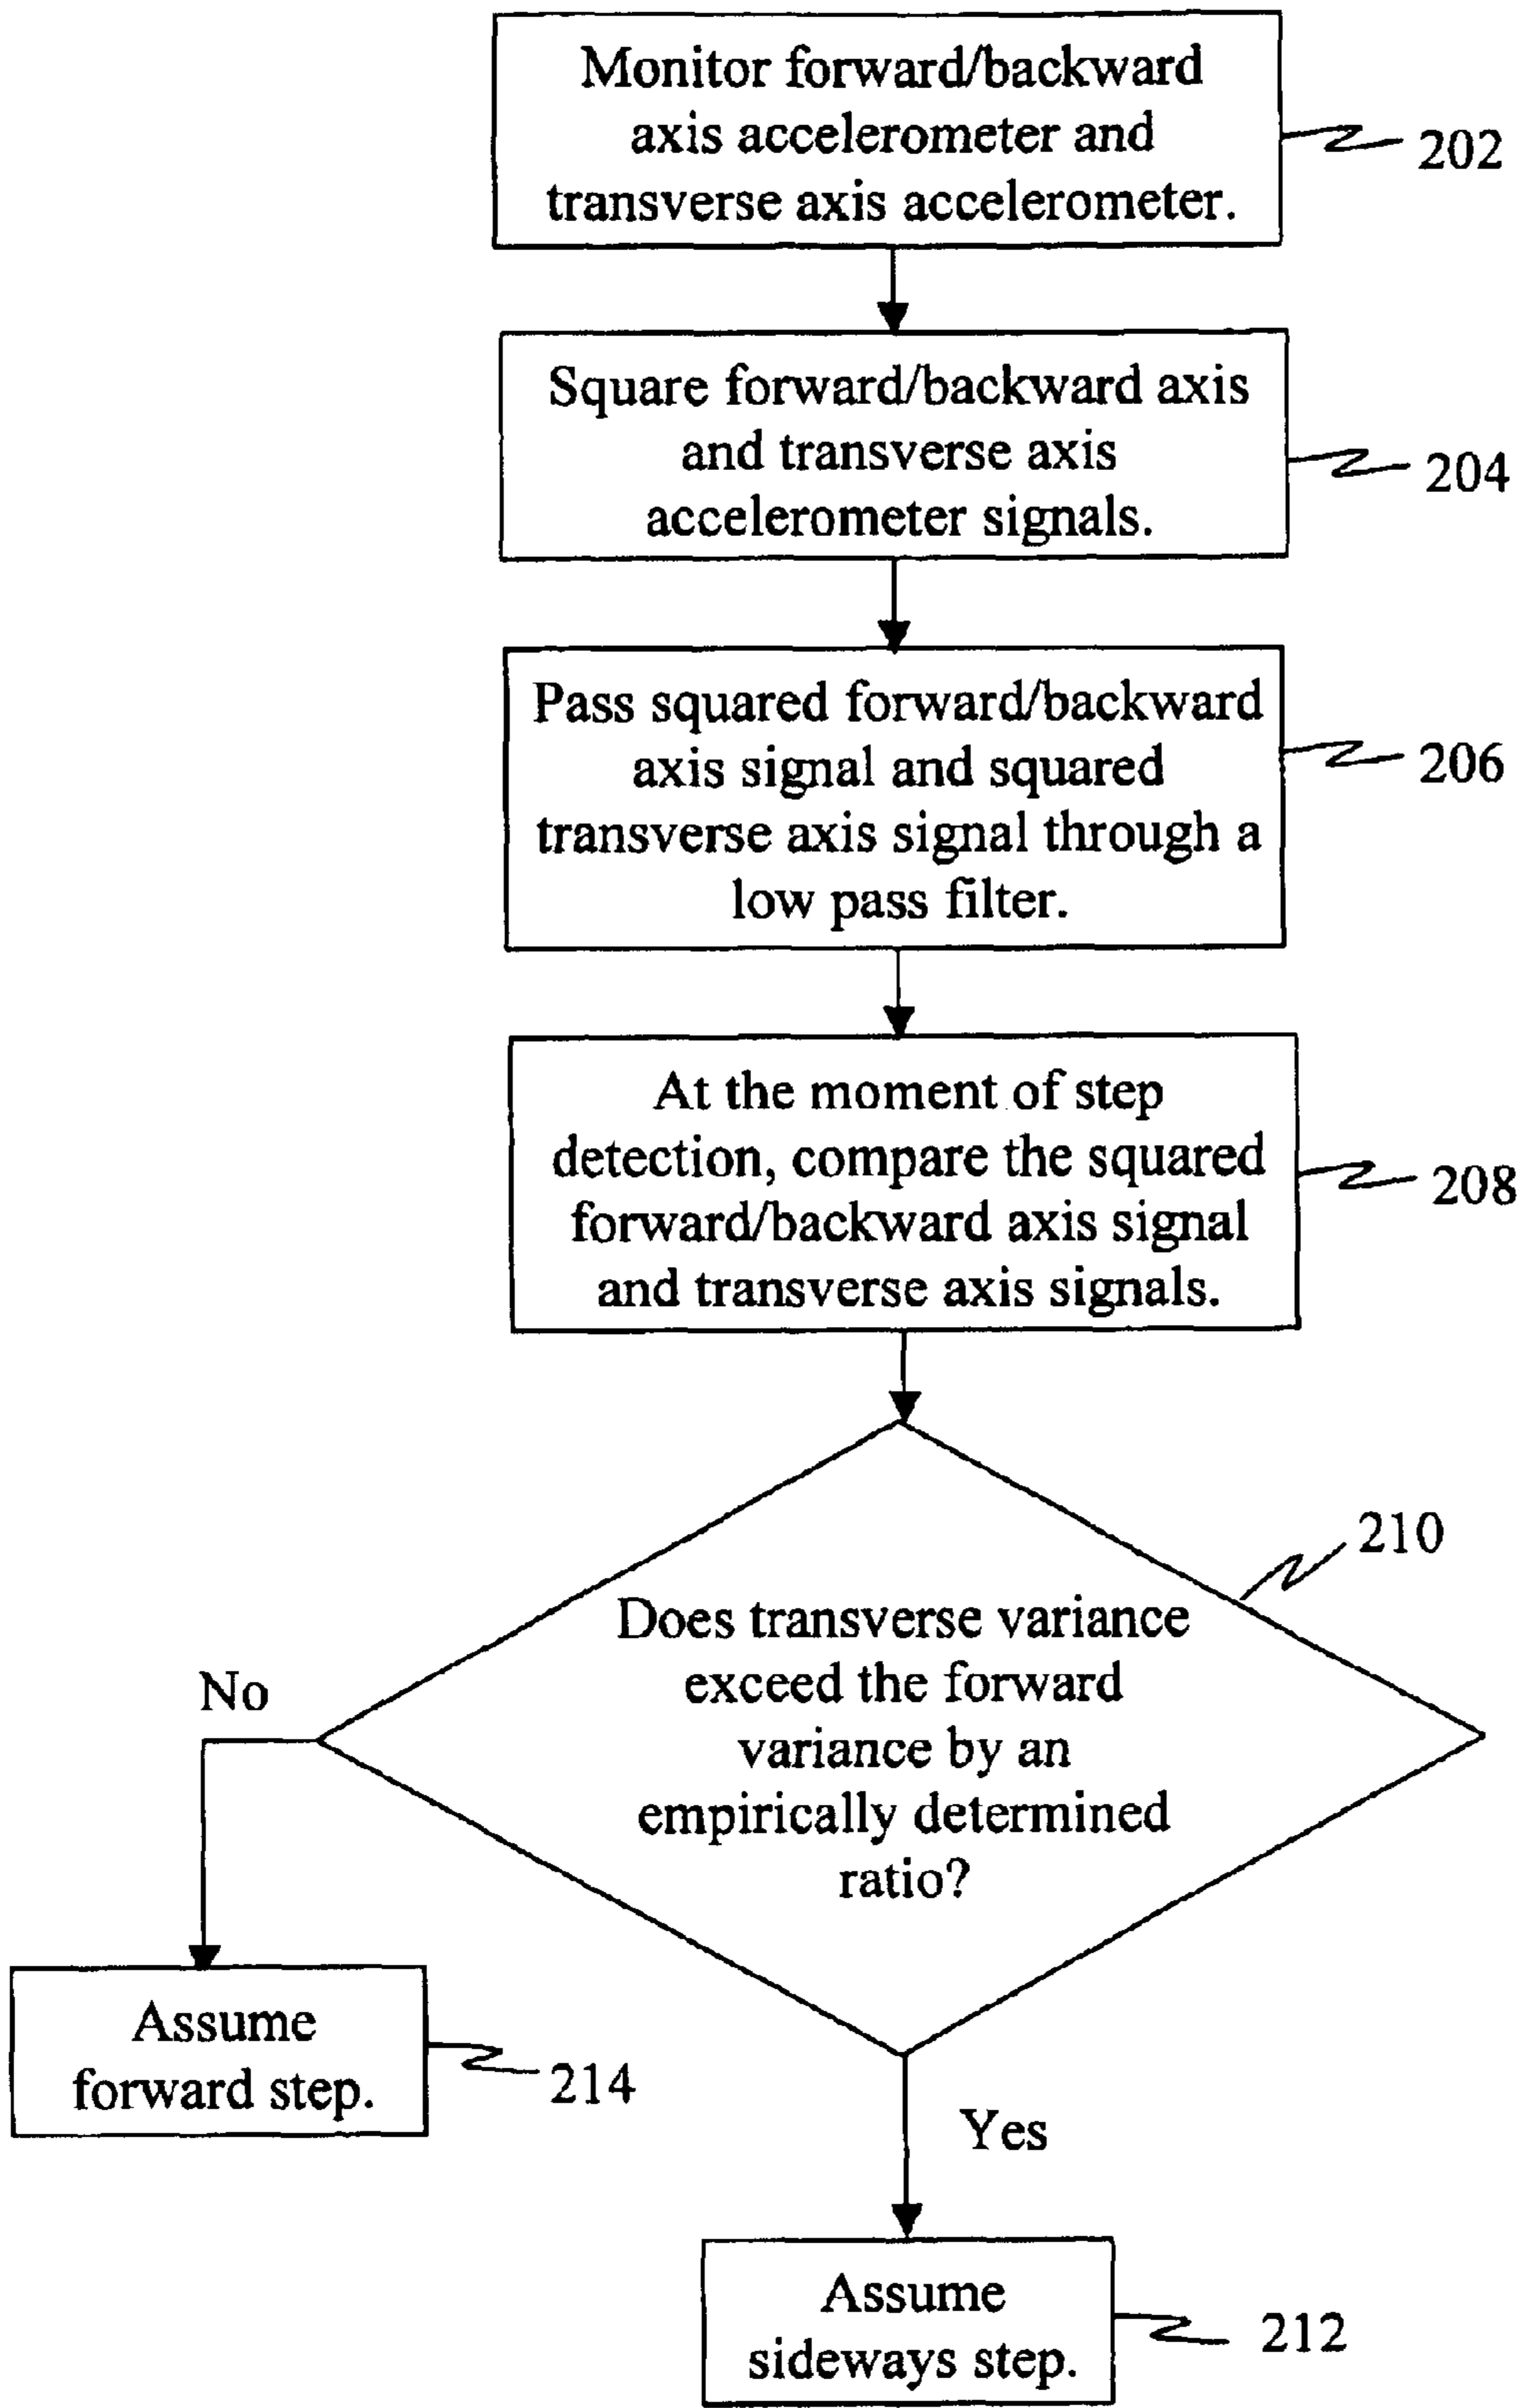 Monitor forward/backward
axis accelerometer and
transverse axis accelerometer.
202
Square forward/backward axis
and transverse axis
accelerometer signals.
204
Pass squared forward/backward
axis signal and squared
transverse axis signal through a
low pass filter.
206
At the moment of step
detection, compare the squared
forward/backward axis signal
and transverse axis signals.
208
210
Does transverse variance
exceed the forward
variance by an
empirically determined
ratio?
No
Assume
forward step.
214
Yes
Assume
sideways step.
212